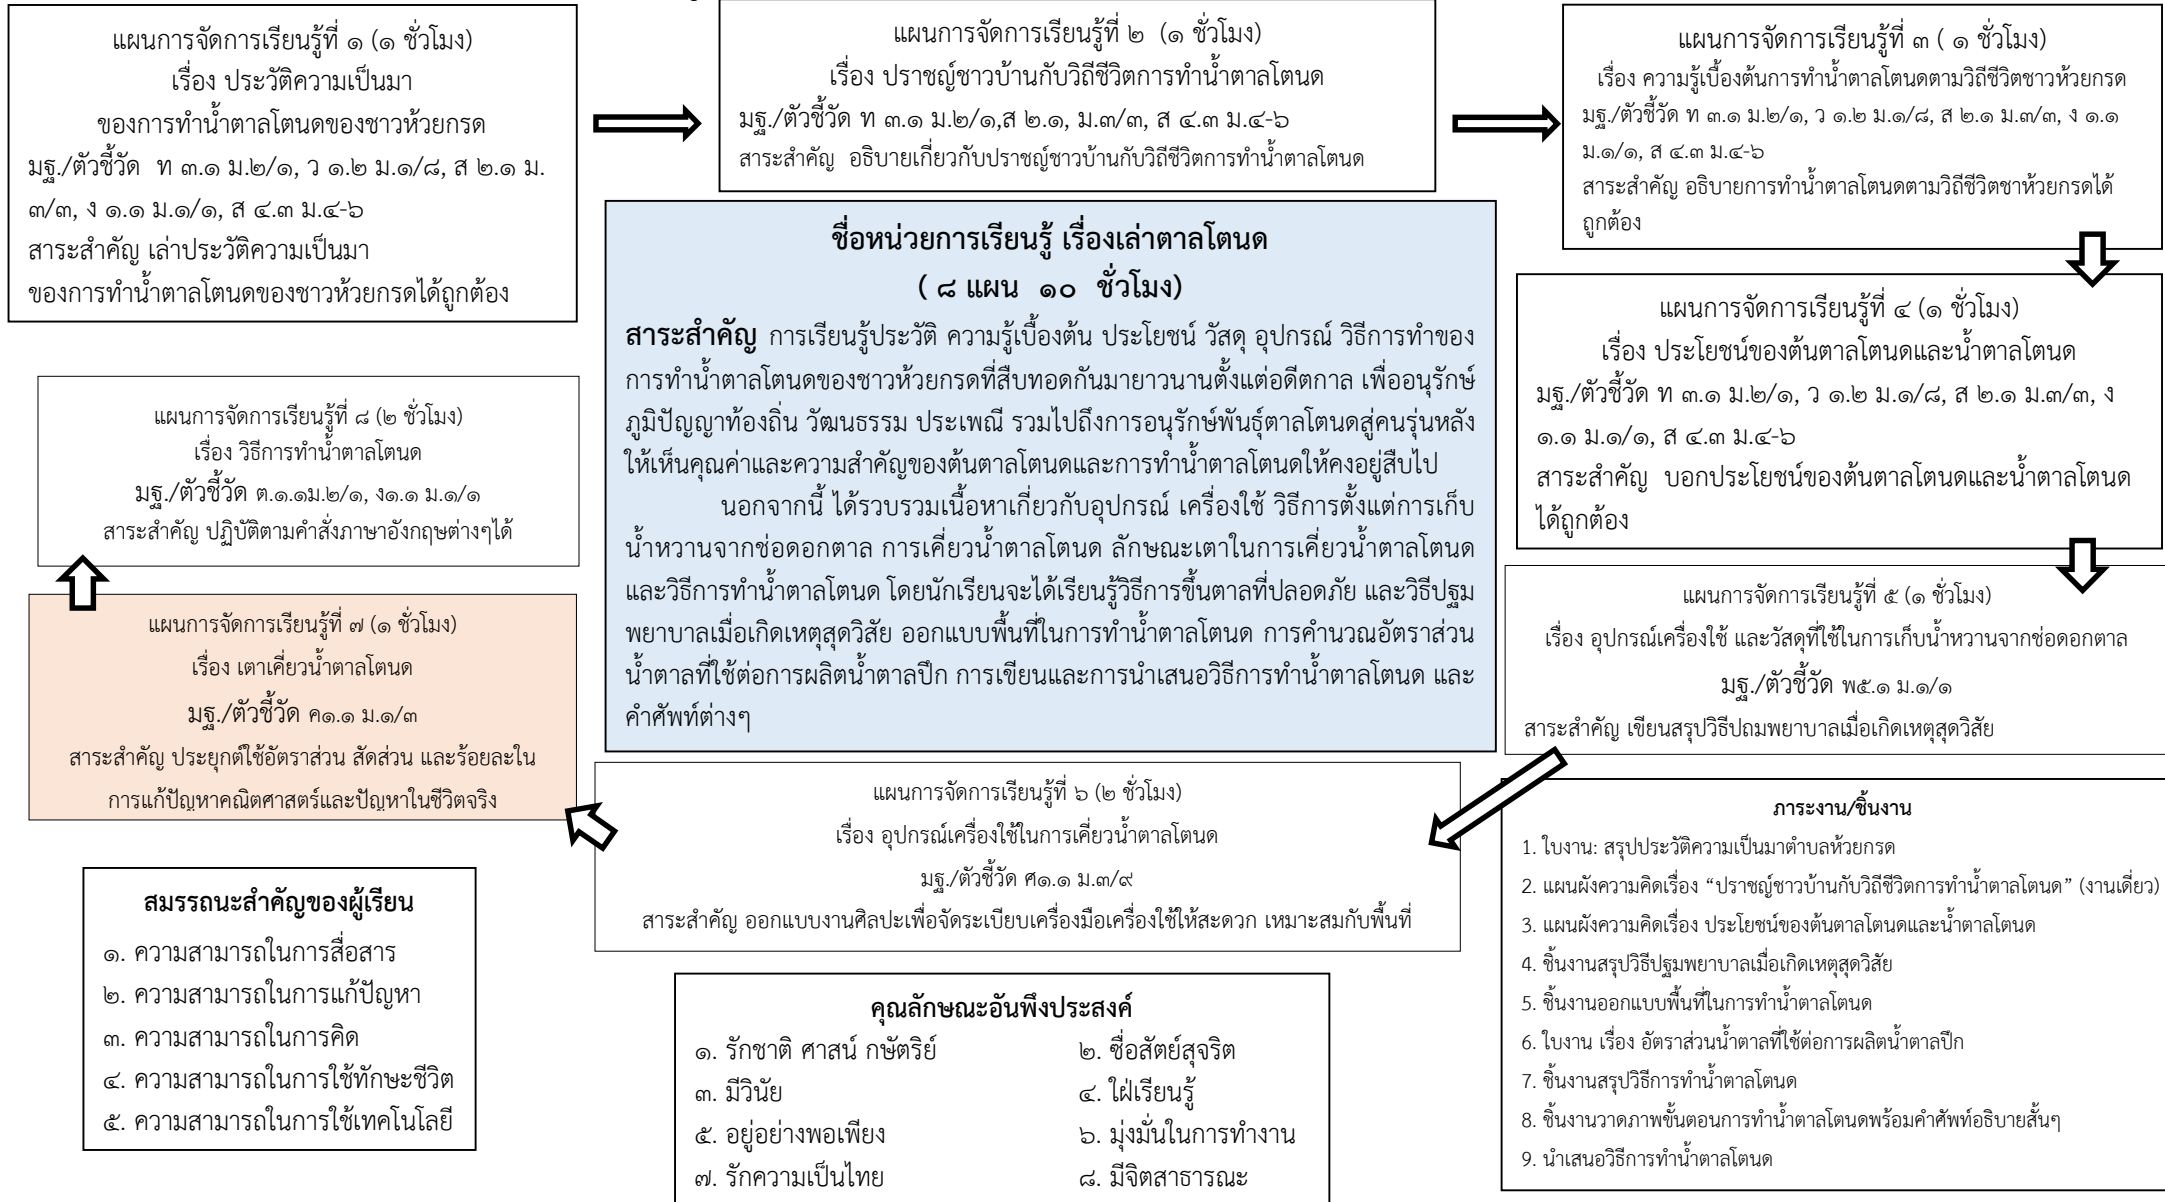 แผนการจัดการเรียนรู้ที่ ๑ (๑ ชั่วโมง)
เรื่อง ประวัติความเป็นมา
ของการทำน้ำตาลโตนดของชาวห้วยกรด
มฐ./ตัวชี้วัด ท ๓.๑ ม.๒/๑, ว ๑.๒ ม.๑/๘, ส ๒.๑ ม.
๓/๓, ง ๑.๑ ม.๑/๑, ส ๔.๓ ม.๔-๖
สาระสำคัญ เล่าประวัติความเป็นมา
ของการทำน้ำตาลโตนดของชาวห้วยกรดได้ถูกต้อง
แผนการจัดการเรียนรู้ที่ ๒ (๑ ชั่วโมง)
เรื่อง ปราชญ์ชาวบ้านกับวิถีชีวิตการทำน้ำตาลโตนด
มฐ./ตัวชี้วัด ท ๓.๑ ม.๒/๑,ส ๒.๑, ม.๓/๓, ส ๔.๓ ม.๔-๖
สาระสำคัญ อธิบายเกี่ยวกับปราชญ์ชาวบ้านกับวิถีชีวิตการทำน้ำตาลโตนด
แผนการจัดการเรียนรู้ที่ ๓ ( ๑ ชั่วโมง)
เรื่อง ความรู้เบื้องต้นการทำน้ำตาลโตนดตามวิถีชีวิตชาวห้วยกรด
มฐ./ตัวชี้วัด ท ๓.๑ ม.๒/๑, ว ๑.๒ ม.๑/๘, ส ๒.๑ ม.๓/๓, ง ๑.๑
ม.๑/๑, ส ๔.๓ ม.๔-๖
สาระสำคัญ อธิบายการทำน้ำตาลโตนดตามวิถีชีวิตชาห้วยกรดได้
ถูกต้อง
ชื่อหน่วยการเรียนรู้ เรื่องเล่าตาลโตนด
( ๘ แผน ๑๐ ชั่วโมง)
สาระสำคัญ การเรียนรู้ประวัติ ความรู้เบื้องต้น ประโยชน์ วัสดุ อุปกรณ์ วิธีการทำของ
การทำน้ำตาลโตนดของชาวห้วยกรดที่สืบทอดกันมายาวนานตั้งแต่อดีตกาล เพื่ออนุรักษ์
ภูมิปัญญาท้องถิ่น วัฒนธรรม ประเพณี รวมไปถึงการอนุรักษ์พันธุ์ตาลโตนดสู่คนรุ่นหลัง
ให้เห็นคุณค่าและความสำคัญของต้นตาลโตนดและการทำน้ำตาลโตนดให้คงอยู่สืบไป
นอกจากนี้ ได้รวบรวมเนื้อหาเกี่ยวกับอุปกรณ์ เครื่องใช้ วิธีการตั้งแต่การเก็บ
น้ำหวานจากช่อดอกตาล การเคี่ยวน้ำตาลโตนด ลักษณะเตาในการเคี่ยวน้ำตาลโตนด
และวิธีการทำน้ำตาลโตนด โดยนักเรียนจะได้เรียนรู้วิธีการขึ้นตาลที่ปลอดภัย และวิธีปฐม
พยาบาลเมื่อเกิดเหตุสุดวิสัย ออกแบบพื้นที่ในการทำน้ำตาลโตนด การคำนวณอัตราส่วน
น้ำตาลที่ใช้ต่อการผลิตน้ำตาลปึก การเขียนและการนำเสนอวิธีการทำน้ำตาลโตนด และ
คำศัพท์ต่างๆ
แผนการจัดการเรียนรู้ที่ ๔ (๑ ชั่วโมง)
เรื่อง ประโยชน์ของต้นตาลโตนดและน้ำตาลโตนด
มฐ./ตัวชี้วัด ท ๓.๑ ม.๒/๑, ว ๑.๒ ม.๑/๘, ส ๒.๑ ม.๓/๓, ง
๑.๑ ม.๑/๑, ส ๔.๓ ม.๔-๖
สาระสำคัญ บอกประโยชน์ของต้นตาลโตนดและน้ำตาลโตนด
ได้ถูกต้อง
แผนการจัดการเรียนรู้ที่ ๘ (๒ ชั่วโมง)
เรื่อง วิธีการทำน้ำตาลโตนด
มฐ./ตัวชี้วัด ต.๑.๑ม.๒/๑, ง๑.๑ ม.๑/๑
สาระสำคัญ ปฏิบัติตามคำสั่งภาษาอังกฤษต่างๆได้
แผนการจัดการเรียนรู้ที่ ๕ (๑ ชั่วโมง)
เรื่อง อุปกรณ์เครื่องใช้ และวัสดุที่ใช้ในการเก็บน้ำหวานจากช่อดอกตาล
มฐ./ตัวชี้วัด พ๕.๑ ม.๑/๑
สาระสำคัญ เขียนสรุปวิธีปถมพยาบาลเมื่อเกิดเหตุสุดวิสัย
แผนการจัดการเรียนรู้ที่ ๗ (๑ ชั่วโมง)
เรื่อง เตาเคี่ยวน้ำตาลโตนด
มฐ./ตัวชี้วัด ค๑.๑ ม.๑/๓
สาระสำคัญ ประยุกต์ใช้อัตราส่วน สัดส่วน และร้อยละใน
การแก้ปัญหาคณิตศาสตร์และปัญหาในชีวิตจริง
แผนการจัดการเรียนรู้ที่ ๖ (๒ ชั่วโมง)
เรื่อง อุปกรณ์เครื่องใช้ในการเคี่ยวน้ำตาลโตนด
มฐ./ตัวชี้วัด ศ๑.๑ ม.๓/๙
สาระสำคัญ ออกแบบงานศิลปะเพื่อจัดระเบียบเครื่องมือเครื่องใช้ให้สะดวก เหมาะสมกับพื้นที่
ภาระงาน/ชิ้นงาน
1. ใบงาน: สรุปประวัติความเป็นมาตำบลห้วยกรด
2. แผนผังความคิดเรื่อง “ปราชญ์ชาวบ้านกับวิถีชีวิตการทำน้ำตาลโตนด” (งานเดี่ยว)
3. แผนผังความคิดเรื่อง ประโยชน์ของต้นตาลโตนดและน้ำตาลโตนด
4. ชิ้นงานสรุปวิธีปฐมพยาบาลเมื่อเกิดเหตุสุดวิสัย
5. ชิ้นงานออกแบบพื้นที่ในการทำน้ำตาลโตนด
6. ใบงาน เรื่อง อัตราส่วนน้ำตาลที่ใช้ต่อการผลิตน้ำตาลปึก
7. ชิ้นงานสรุปวิธีการทำน้ำตาลโตนด
8. ชิ้นงานวาดภาพขั้นตอนการทำน้ำตาลโตนดพร้อมคำศัพท์อธิบายสั้นๆ
9. นำเสนอวิธีการทำน้ำตาลโตนด
สมรรถนะสำคัญของผู้เรียน
๑. ความสามารถในการสื่อสาร
๒. ความสามารถในการแก้ปัญหา
๓. ความสามารถในการคิด
๔. ความสามารถในการใช้ทักษะชีวิต
๕. ความสามารถในการใช้เทคโนโลยี
คุณลักษณะอันพึงประสงค์
๑. รักชาติ ศาสน์ กษัตริย์ ๒. ซื่อสัตย์สุจริต
๓. มีวินัย ๔. ใฝ่เรียนรู้
๕. อยู่อย่างพอเพียง ๖. มุ่งมั่นในการทำงาน
๗. รักความเป็นไทย ๘. มีจิตสาธารณะ